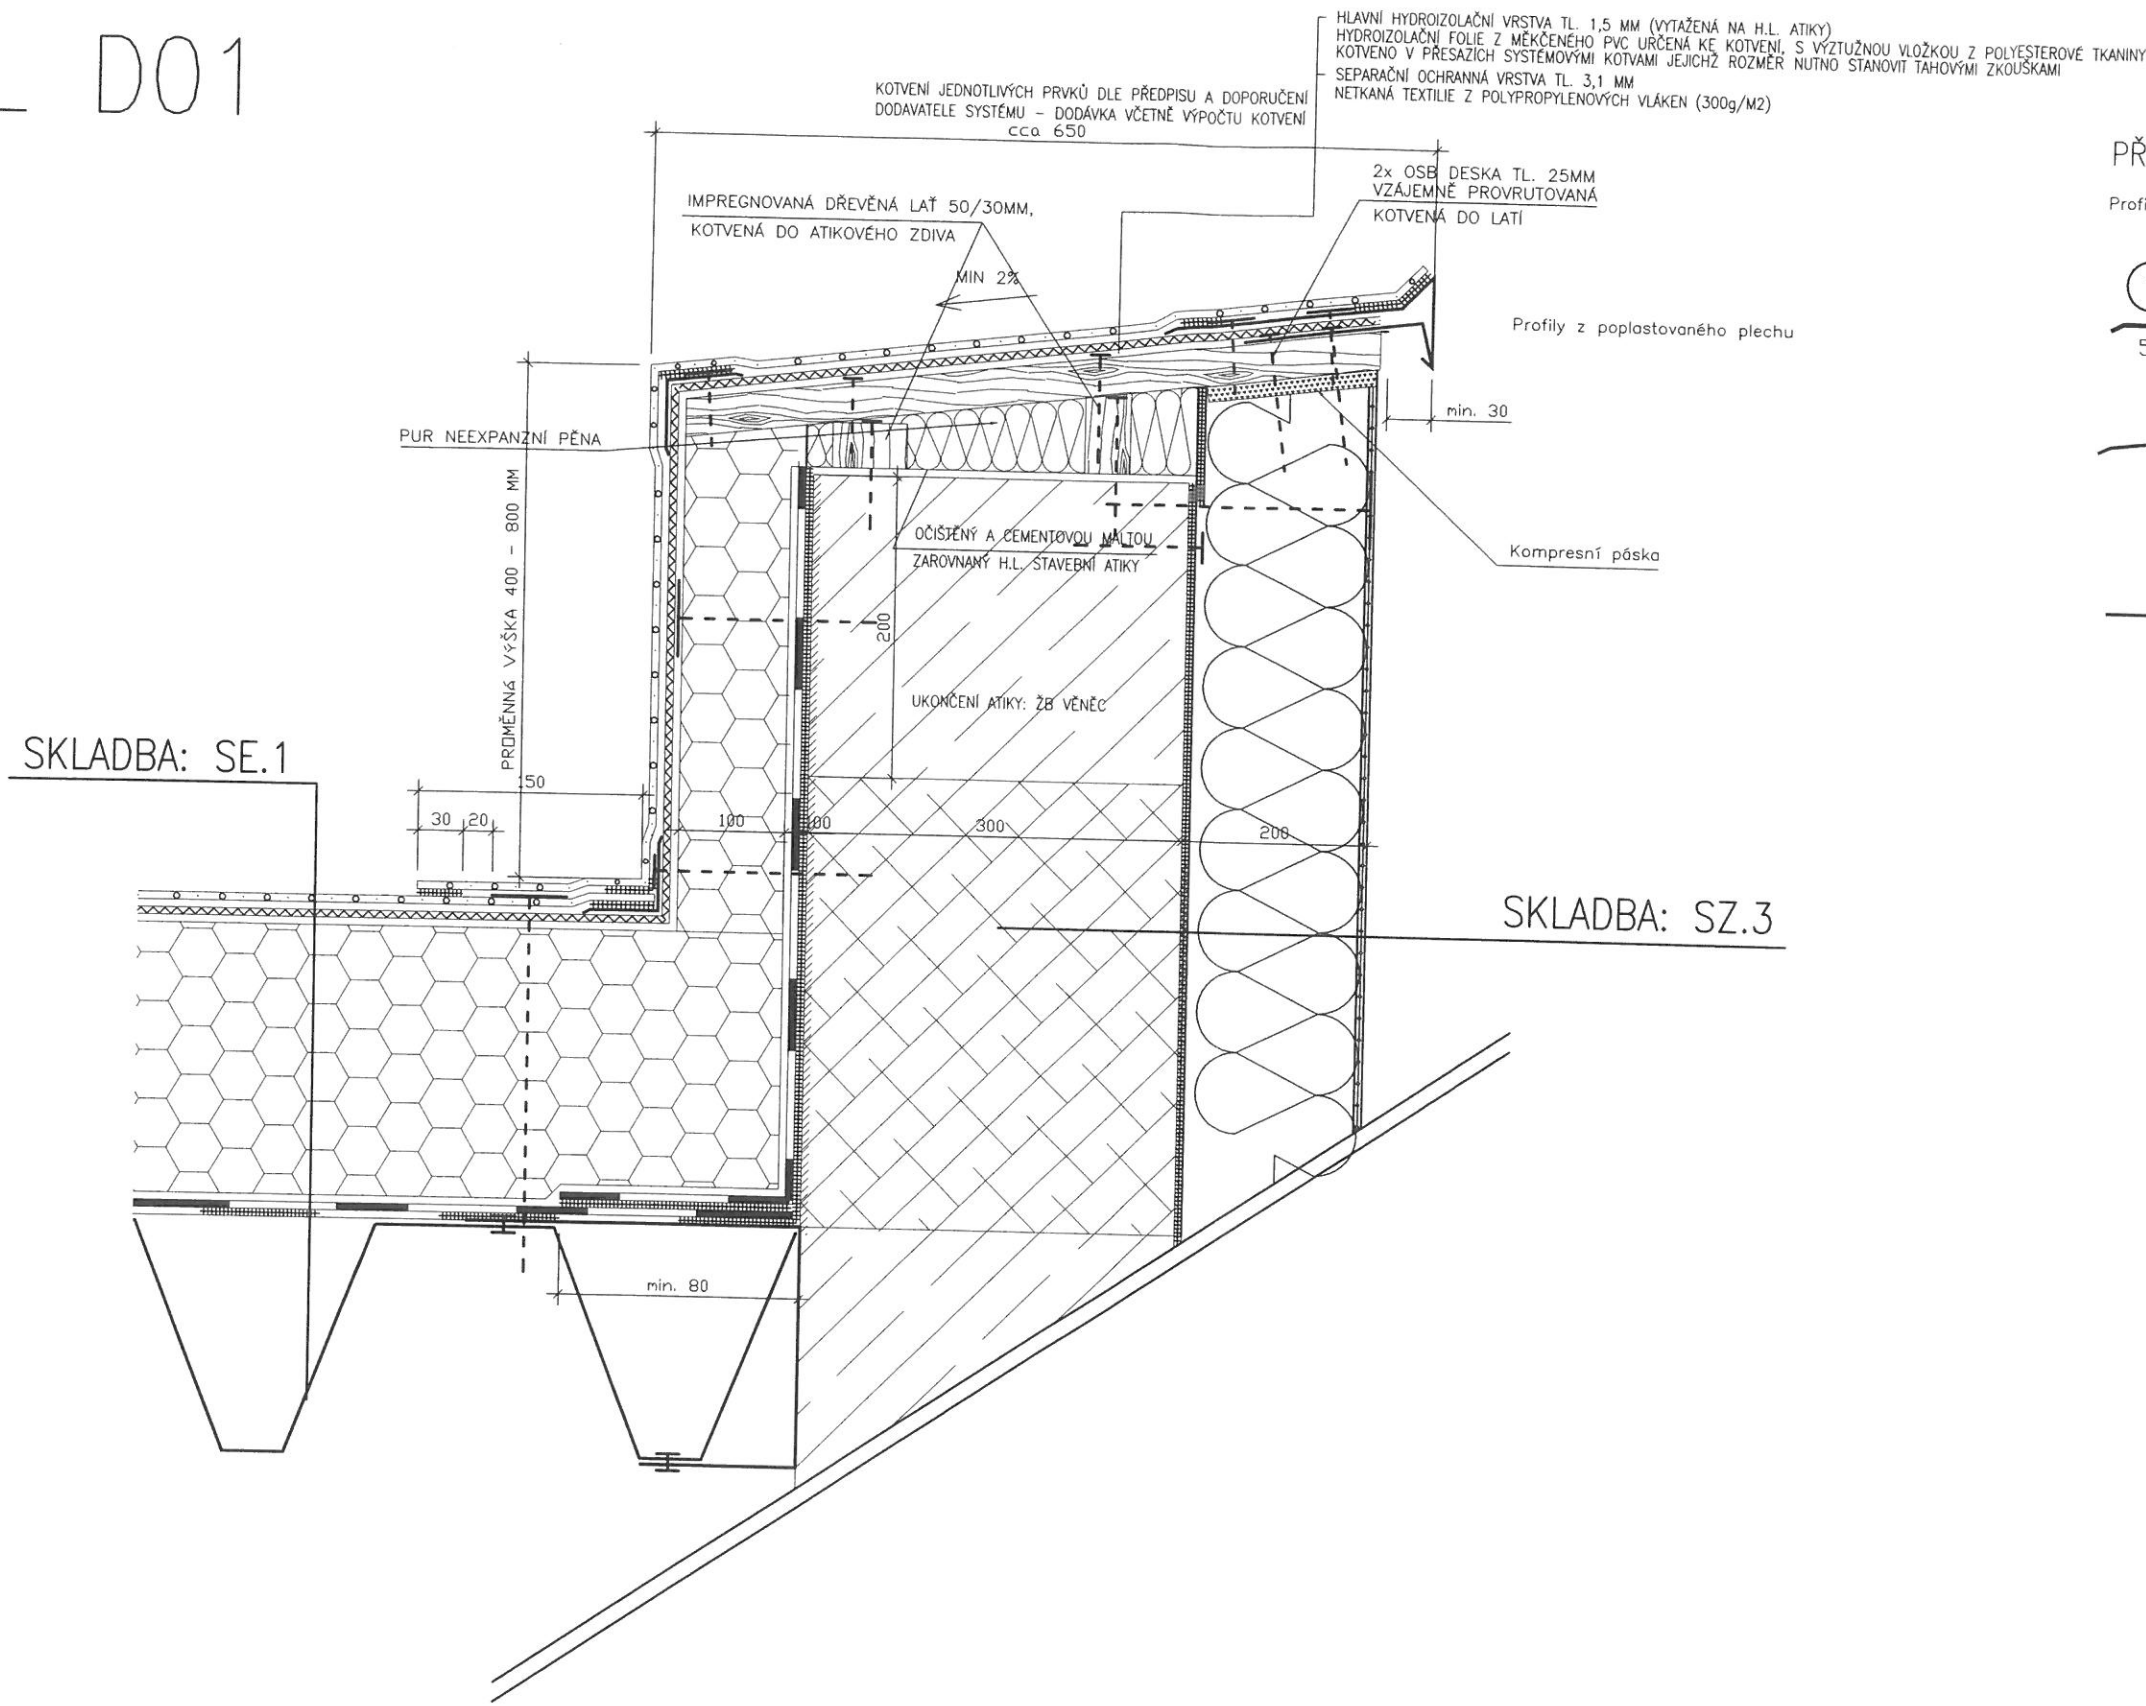 D01
HLAVNÍ HYDROIZOLAČNÍ VRSTVA TL. 1,5 MM (VYTAŽENÁ NA H.L. ATIKY)
HYDROIZOLAČNÍ FOLIE Z MĚKČENÉHO PVC URČENÁ KE KOTVENÍ, S VÝZTUŽNOU VLOŽKOU Z POLYESTEROVÉ TKANINY
KOTVENO V PŘESAZÍCH SYSTÉMOVÝMI KOTVAMI JEJICHŽ ROZMĚR NUTNO STANOVIT TAHOVÝMI ZKOUŠKAMI
SEPARAČNÍ OCHRANNÁ VRSTVA TL. 3,1 MM
NETKANÁ TEXTILIE Z POLYPROPYLENOVÝCH VLÁKEN (300g/M2)
KOTVENÍ JEDNOTLIVÝCH PRVKŮ DLE PŘEDPISU A DOPORUČENÍ
DODAVATELE SYSTÉMU - DODÁVKA VČETNĚ VÝPOČTU KOTVENÍ
cca 650
2x OSB DESKA TL. 25MM
VZÁJEMNĚ PROVRUTOVANÁ
KOTVENÁ DO LATÍ
IMPREGNOVANÁ DŘEVĚNÁ LAŤ 50/30MM,
KOTVENÁ DO ATIKOVÉHO ZDIVA
MIN 2%
Profily z poplastovaného plechu
min. 30
PUR NEEXPANZNÍ PĚNA
PROMĚNNÁ VÝŠKA 400 - 800 MM
OČIŠTĚNÝ A CEMENTOVOU MALTOU
ZAROVNANÝ H.L. STAVEBNÍ ATIKY
Kompresní páska
200
UKONČENÍ ATIKY: ŽB VĚNĚC
SKLADBA: SE.1
150
30 20
100
300
200
SKLADBA: SZ.3
min. 80
PŘ
Profi
5